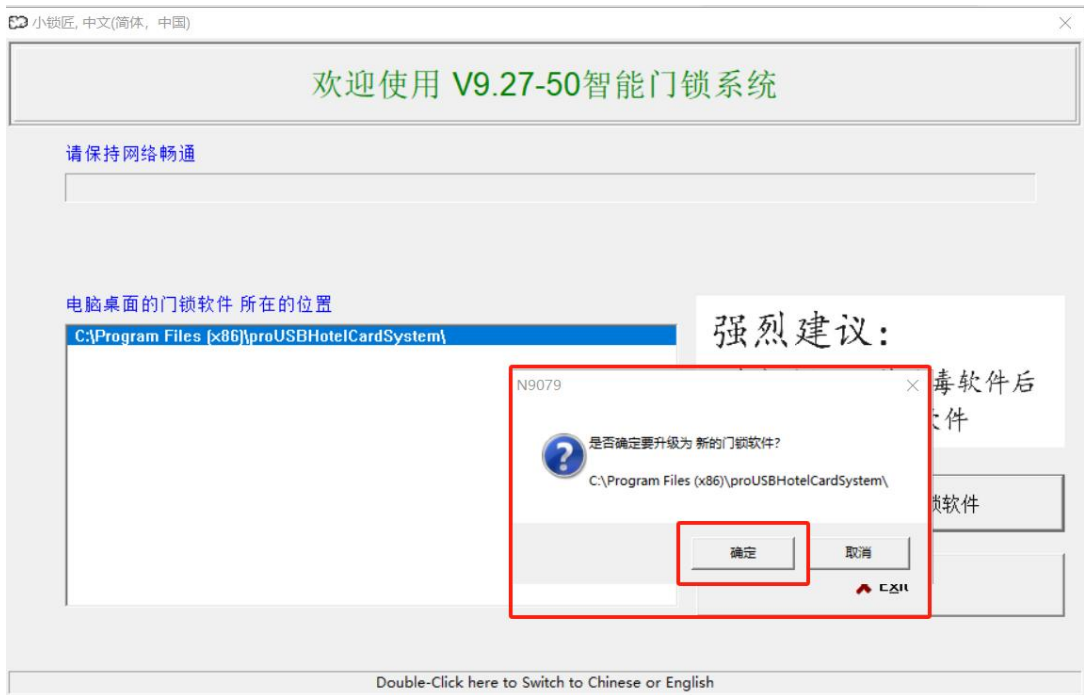 小锁匠, 中文(简体，中国)
欢迎使用 V9.27-50智能门锁系统
请保持网络畅通
电脑桌面的门锁软件 所在的位置
C:\Program Files (x86)\proUSBHotelCardSystem\
强烈建议：
毒软件后
件
N9079
是否确定要升级为 新的门锁软件?
C:\Program Files (x86)\proUSBHotelCardSystem\
锁软件
确定
取消
EXIT
Double-Click here to Switch to Chinese or English